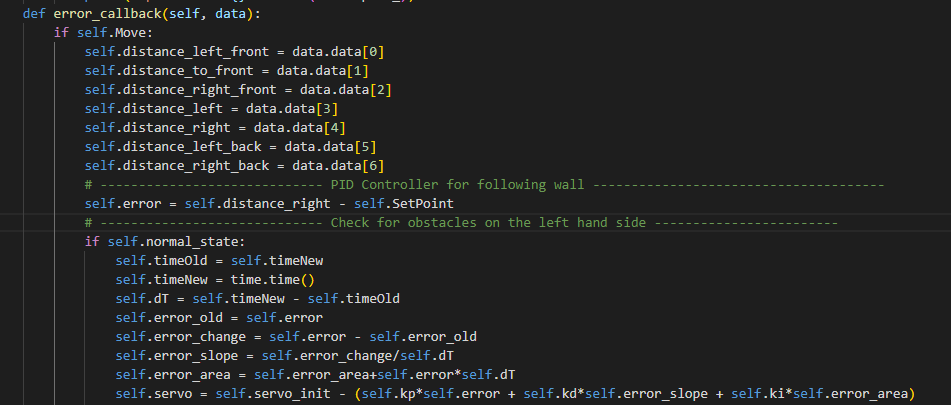 def error_callback(self, data):
if self.Move:
self.distance_left_front = data.data[0]
self.distance_to_front = data.data[1]
self.distance_right_front = data.data[2]
self.distance_left = data.data[3]
self.distance_right = data.data[4]
self.distance_left_back = data.data[5]
self.distance_right_back = data.data[6]
# ----------------------------- PID Controller for following wall --------------------------------------
self.error = self.distance_right - self.SetPoint
# ----------------------------- Check for obstacles on the left hand side ------------------------
if self.normal_state:
self.timeOld = self.timeNew
self.timeNew = time.time()
self.dT = self.timeNew - self.timeOld
self.error_old = self.error
self.error_change = self.error - self.error_old
self.error_slope = self.error_change/self.dT
self.error_area = self.error_area+self.error*self.dT
self.servo = self.servo_init - (self.kp*self.error + self.kd*self.error_slope + self.ki*self.error_area)